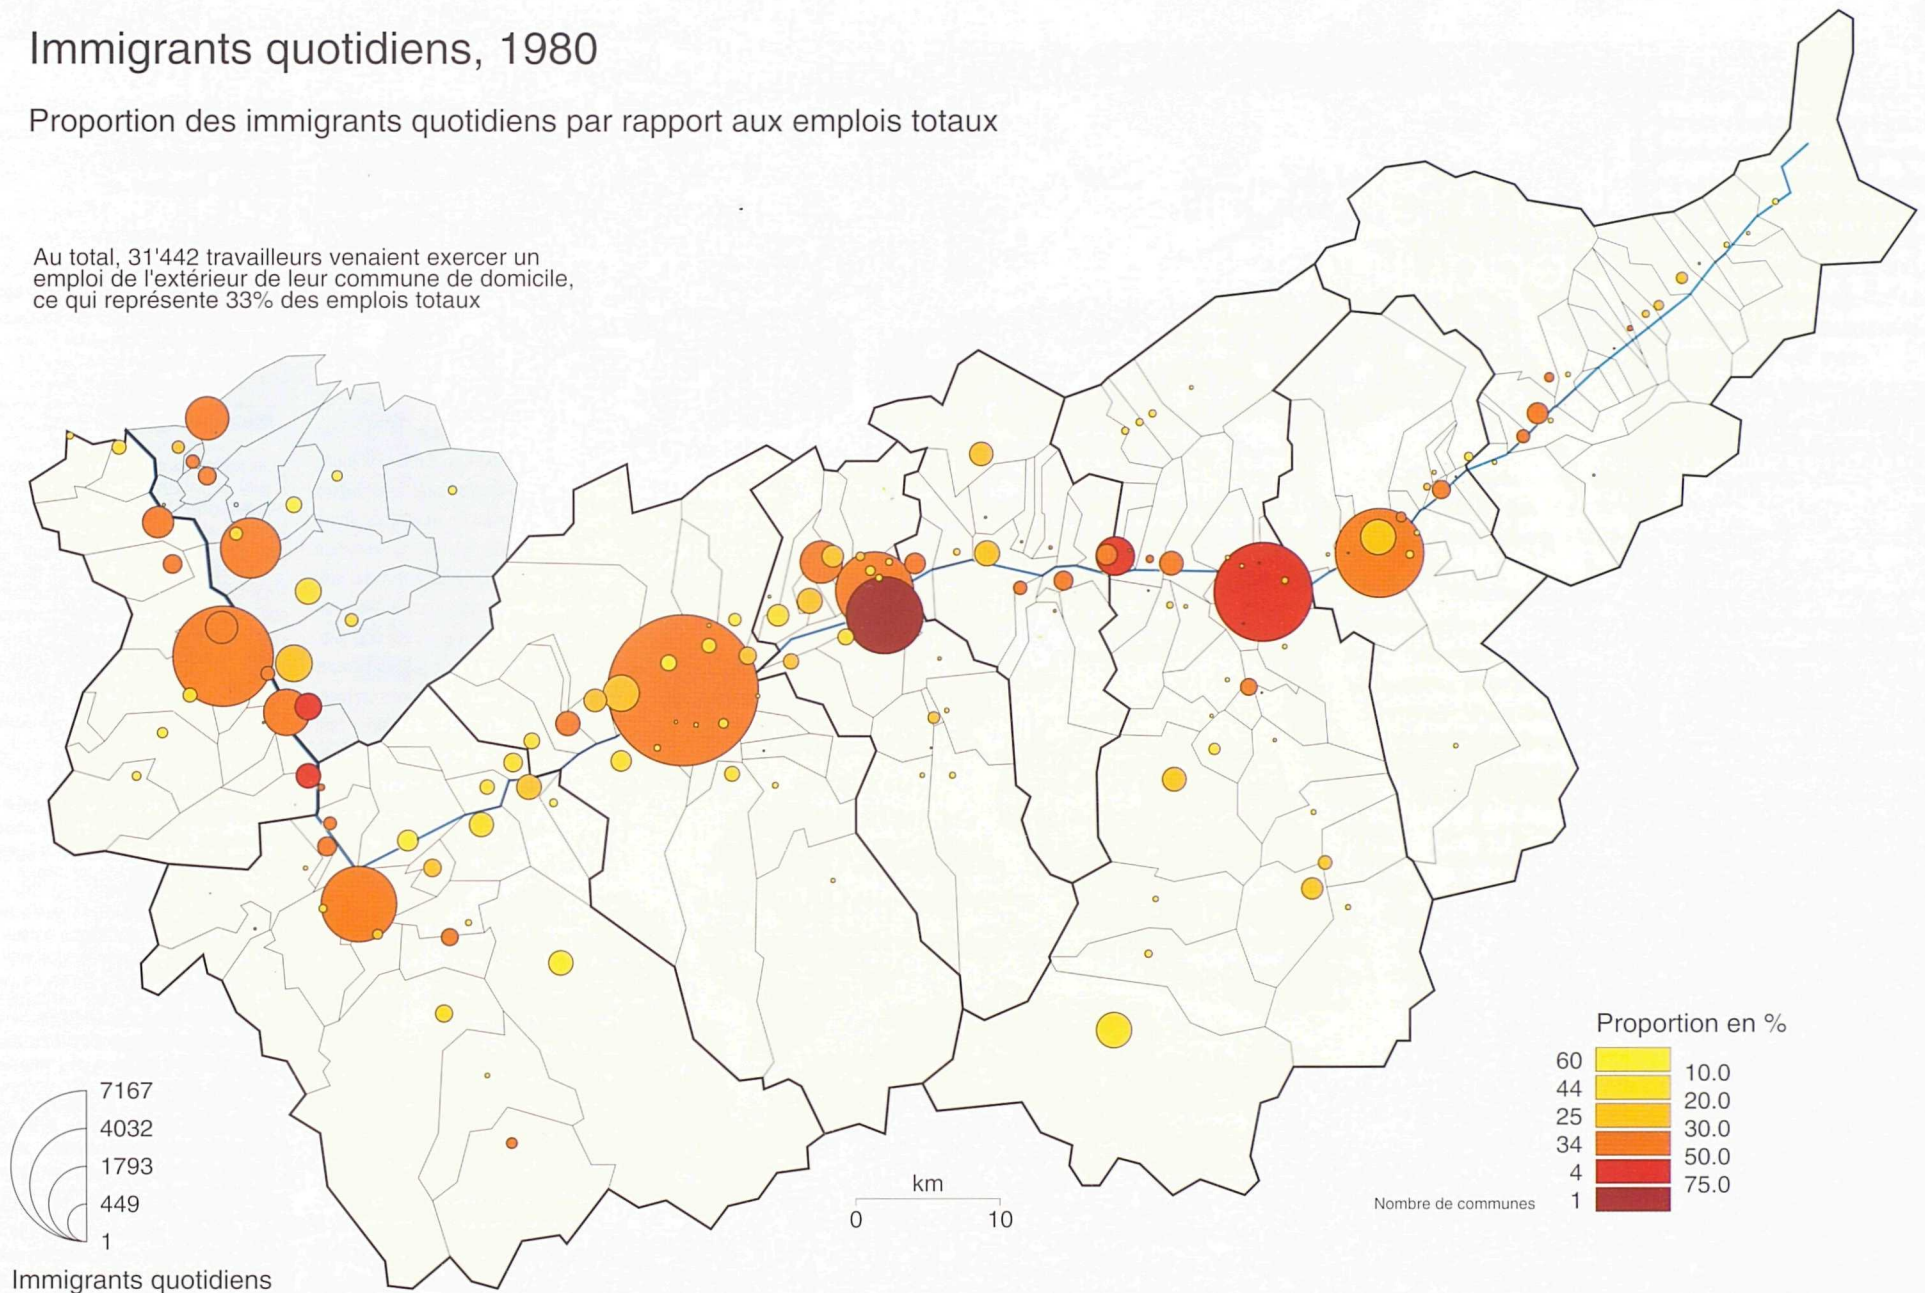 Immigrants quotidiens, 1980
Proportion des immigrants quotidiens par rapport aux emplois totaux
Au total, 31'442 travailleurs venaient exercer un
emploi de l'extérieur de leur commune de domicile,
ce qui représente 33% des emplois totaux
7167
4032
1793
449
1
Immigrants quotidiens
km
0 10
Proportion en %
60
10.0
44
20.0
25
30.0
34
50.0
4
75.0
Nombre de communes 1